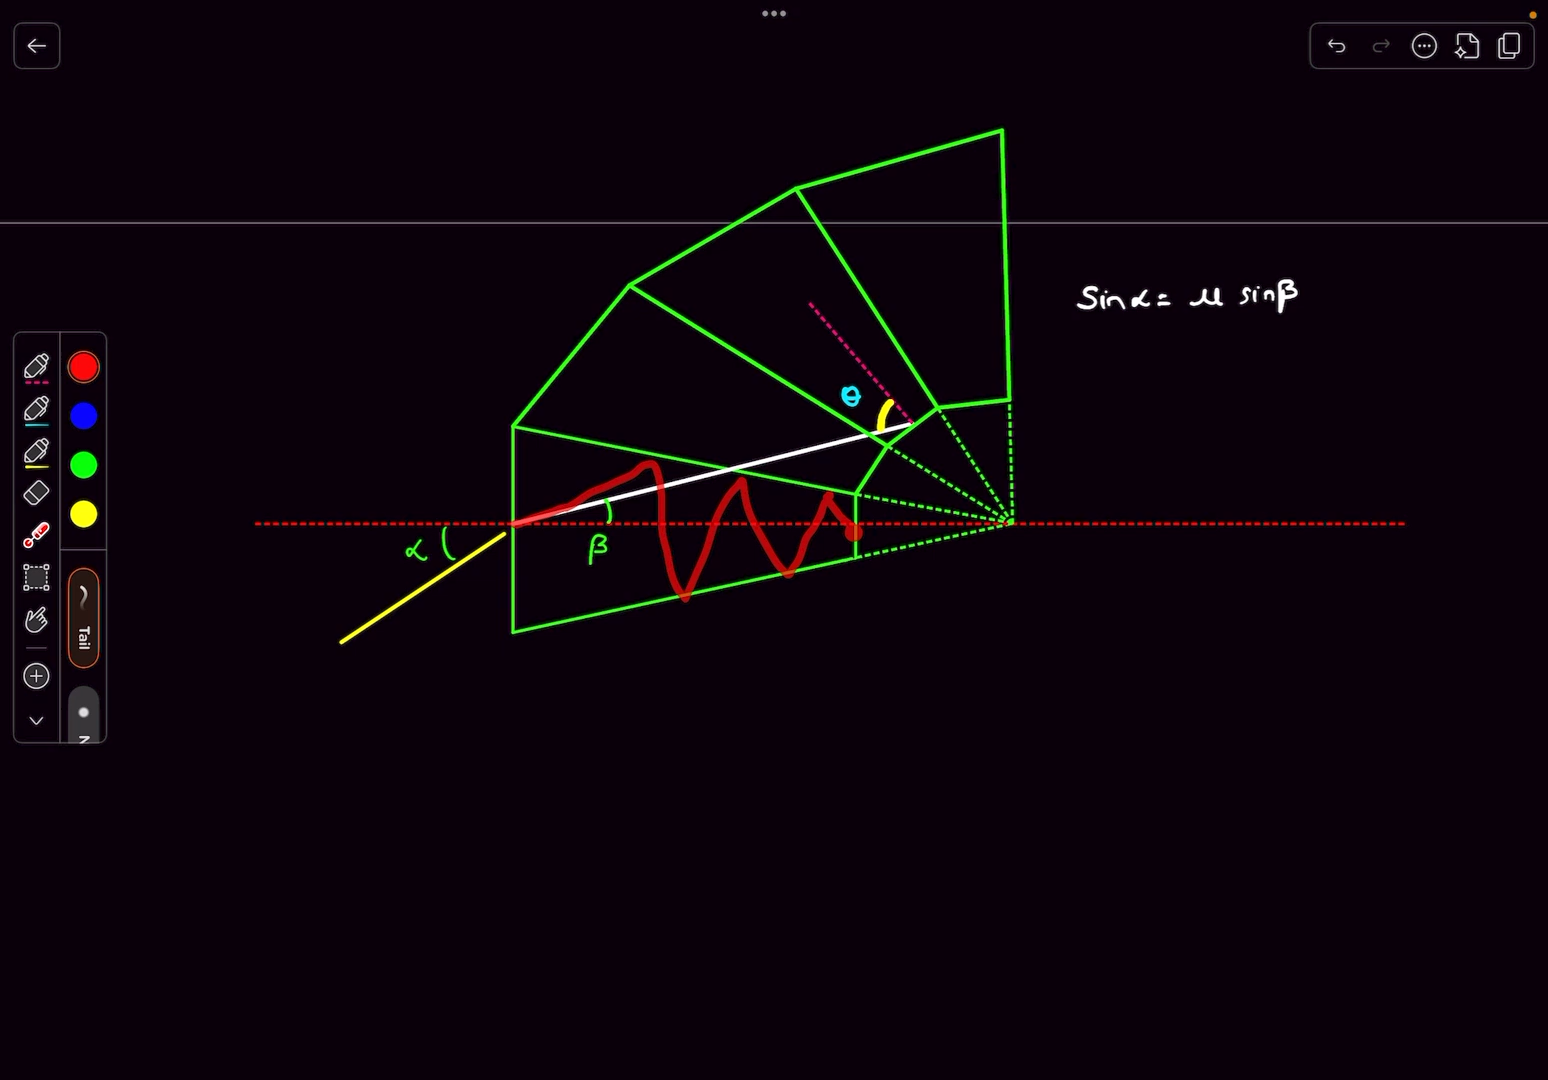 Sinα = μ sinβ
θ
α
β
Tail